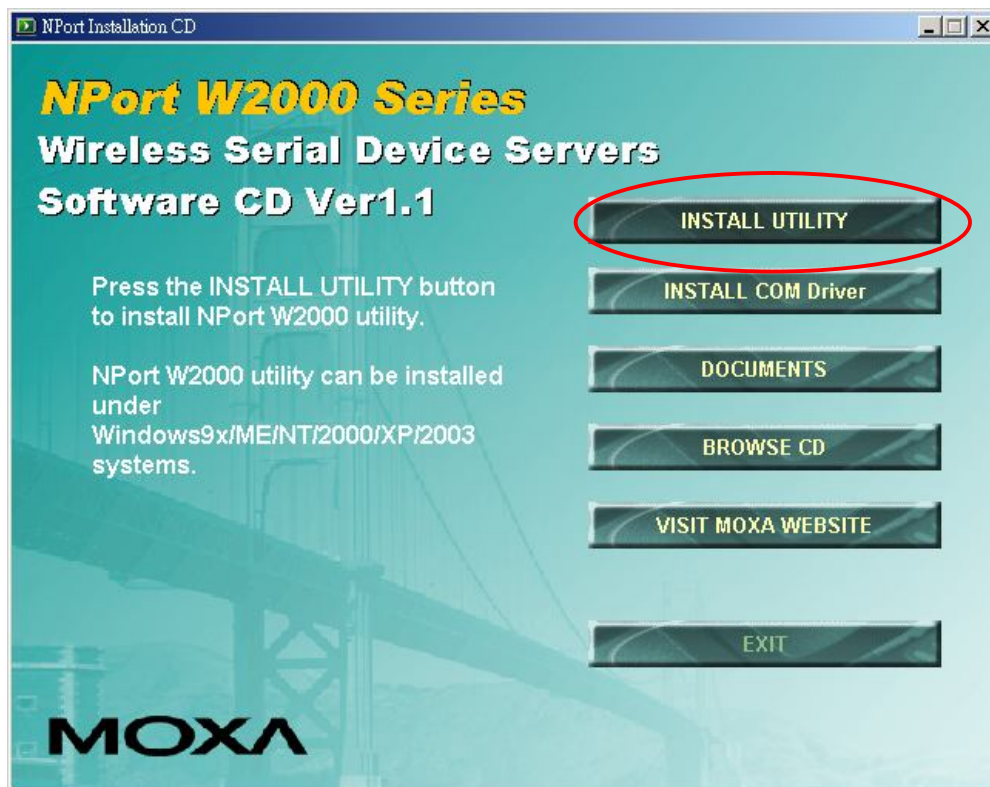 NPort Installation CD
NPort W2000 Series
Wireless Serial Device Servers
Software CD Ver1.1
INSTALL UTILITY
Press the INSTALL UTILITY button
to install NPort W2000 utility.
INSTALL COM Driver
NPort W2000 utility can be installed
under
Windows9x/ME/NT/2000/XP/2003
systems.
DOCUMENTS
BROWSE CD
VISIT MOXA WEBSITE
EXIT
MOXA